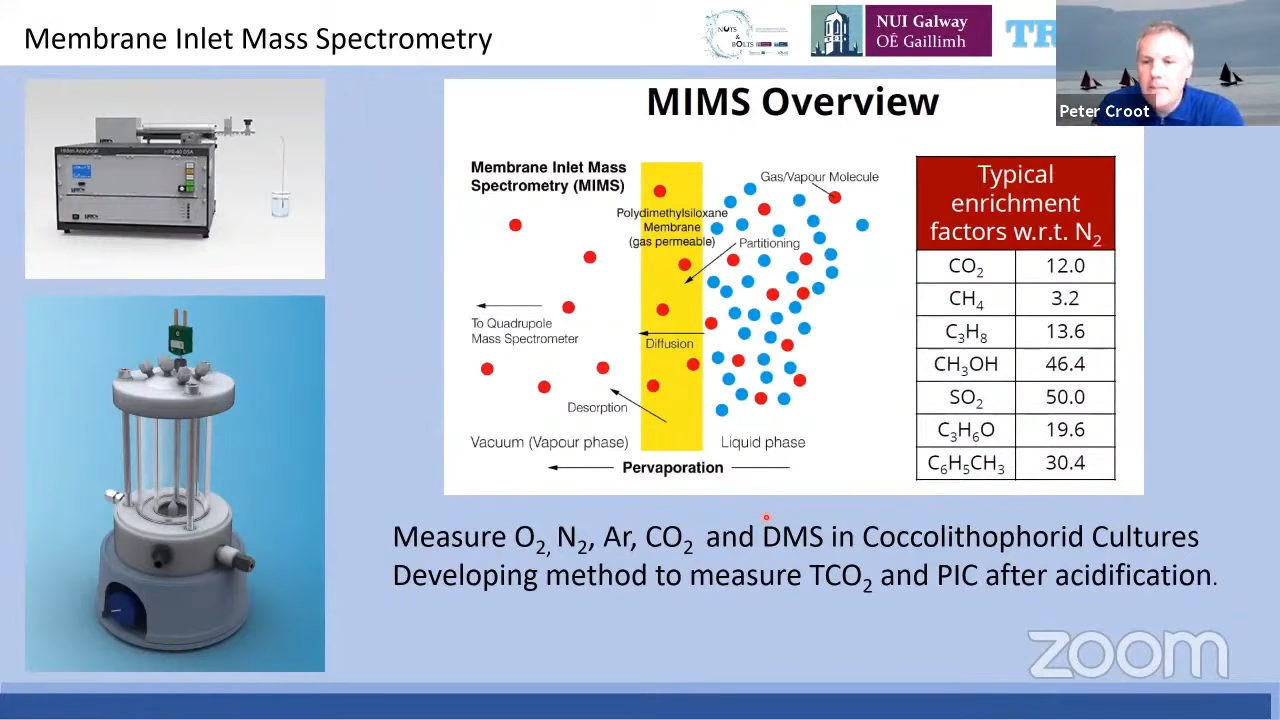 Membrane Inlet Mass Spectrometry
NUTS
&
BOLTS
NUI Galway
OÉ Gaillimh
TR
Peter Croot
MIMS Overview
Membrane Inlet Mass
Spectrometry (MIMS)
Gas/Vapour Molecule
Polydimethylsiloxane
Membrane
(gas permeable)
Partitioning
To Quadrupole
Mass Spectrometer
Diffusion
Desorption
Vacuum (Vapour phase)
Liquid phase
Pervaporation
Typical
enrichment
factors w.r.t. N₂
CO₂ 12.0
CH₄ 3.2
C₃H₈ 13.6
CH₃OH 46.4
SO₂ 50.0
C₃H₆O 19.6
C₆H₅CH₃ 30.4
Measure O₂, N₂, Ar, CO₂ and DMS in Coccolithophorid Cultures
Developing method to measure TCO₂ and PIC after acidification.
zoom